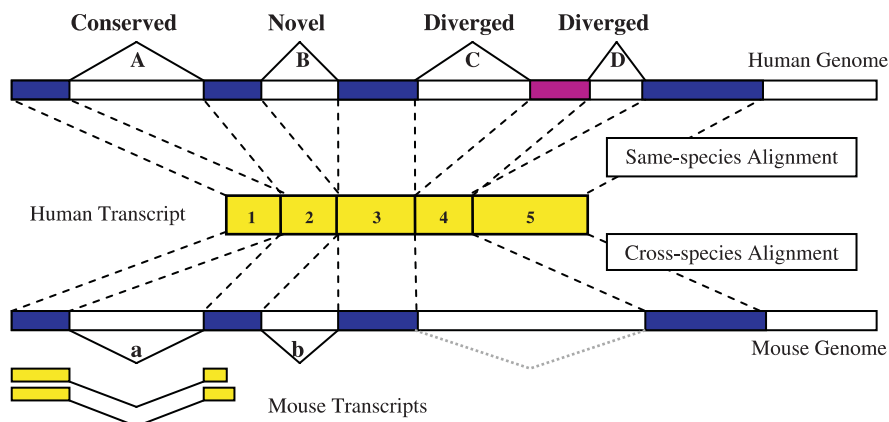 Conserved Novel Diverged Diverged
A B C D
Human Genome
Same-species Alignment
Human Transcript
1 2 3 4 5
Cross-species Alignment
a b
Mouse Genome
Mouse Transcripts